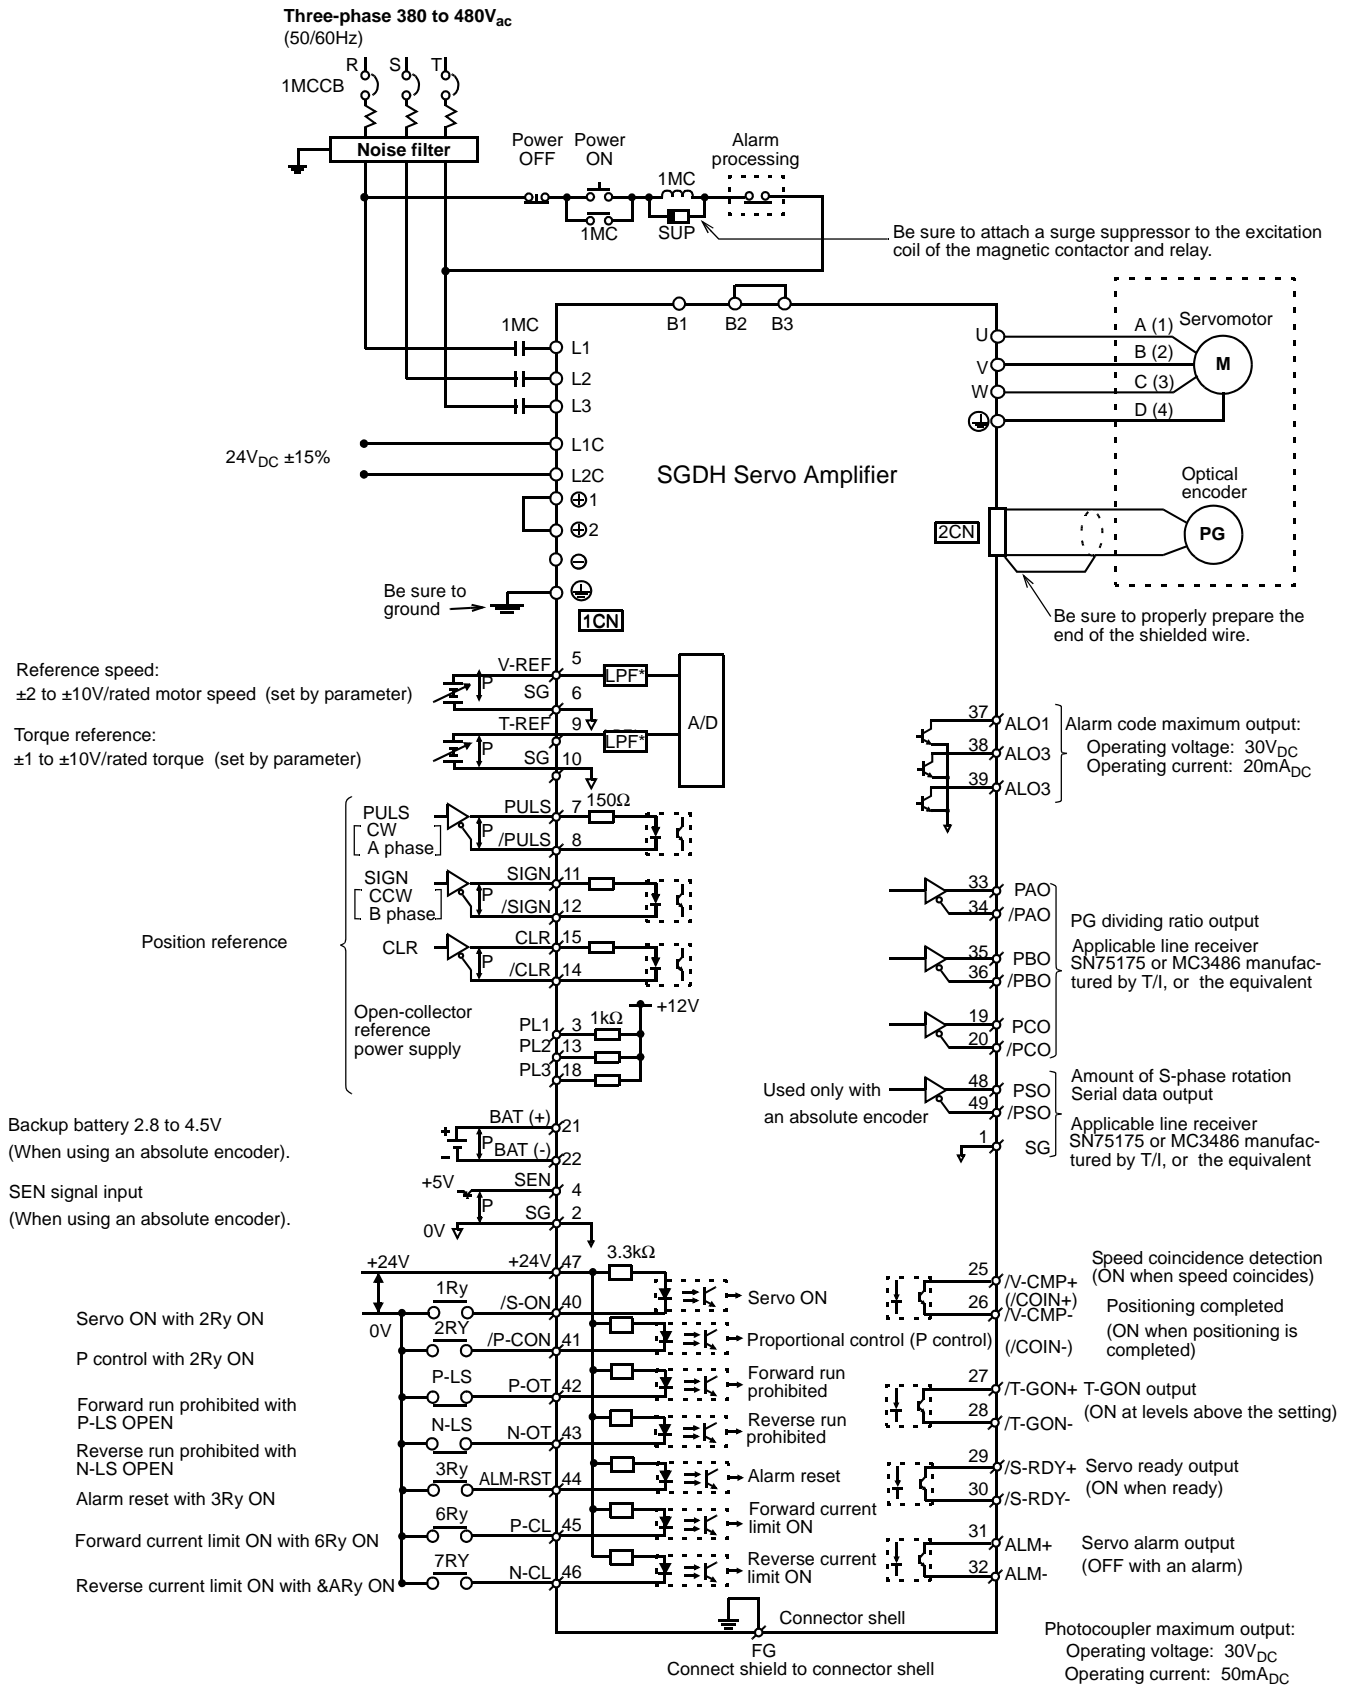 Three-phase 380 to 480Vac
(50/60Hz)
R
S
T
1MCCB
Noise filter
Power
OFF
Power
ON
Alarm
processing
1MC
1MC
SUP
Be sure to attach a surge suppressor to the excitation
coil of the magnetic contactor and relay.
B1
B2
B3
1MC
L1
L2
L3
L1C
L2C
24VDC ±15%
1
2
SGDH Servo Amplifier
U
V
W
A (1)
B (2)
C (3)
D (4)
Servomotor
M
Optical
encoder
PG
2CN
Be sure to properly prepare the
end of the shielded wire.
Be sure to
ground
1CN
Reference speed:
±2 to ±10V/rated motor speed (set by parameter)
Torque reference:
±1 to ±10V/rated torque (set by parameter)
V-REF
5
P
SG
6
LPF*
T-REF
9
P
SG
10
LPF*
A/D
Position reference
PULS
CW
A phase
PULS
7
150Ω
P
/PULS
8
SIGN
CCW
B phase
SIGN
11
P
/SIGN
12
CLR
CLR
15
P
/CLR
14
Open-collector
reference
power supply
+12V
PL1
3
1kΩ
PL2
13
PL3
18
Backup battery 2.8 to 4.5V
(When using an absolute encoder).
BAT (+)
21
+
-
P
BAT (-)
22
SEN signal input
(When using an absolute encoder).
+5V
SEN
4
P
SG
2
0V
+24V
+24V
47
3.3kΩ
0V
Servo ON with 2Ry ON
1Ry
/S-ON
40
Servo ON
P control with 2Ry ON
2RY
/P-CON
41
Proportional control (P control)
Forward run prohibited with
P-LS OPEN
P-LS
P-OT
42
Forward run
prohibited
Reverse run prohibited with
N-LS OPEN
N-LS
N-OT
43
Reverse run
prohibited
Alarm reset with 3Ry ON
3Ry
ALM-RST
44
Alarm reset
Forward current limit ON with 6Ry ON
6Ry
P-CL
45
Forward current
limit ON
Reverse current limit ON with &ARy ON
7RY
N-CL
46
Reverse current
limit ON
37
ALO1
38
ALO3
39
ALO3
Alarm code maximum output:
Operating voltage: 30VDC
Operating current: 20mADC
33
PAO
34
/PAO
35
PBO
36
/PBO
19
PCO
20
/PCO
PG dividing ratio output
Applicable line receiver
SN75175 or MC3486 manufac-
tured by T/I, or the equivalent
Used only with
an absolute encoder
48
PSO
49
/PSO
1
SG
Amount of S-phase rotation
Serial data output
Applicable line receiver
SN75175 or MC3486 manufac-
tured by T/I, or the equivalent
25
/V-CMP+
(/COIN+)
26
/V-CMP-
(/COIN-)
Speed coincidence detection
(ON when speed coincides)
Positioning completed
(ON when positioning is
completed)
27
/T-GON+
28
/T-GON-
T-GON output
(ON at levels above the setting)
29
/S-RDY+
30
/S-RDY-
Servo ready output
(ON when ready)
31
ALM+
32
ALM-
Servo alarm output
(OFF with an alarm)
Connector shell
FG
Connect shield to connector shell
Photocoupler maximum output:
Operating voltage: 30VDC
Operating current: 50mADC